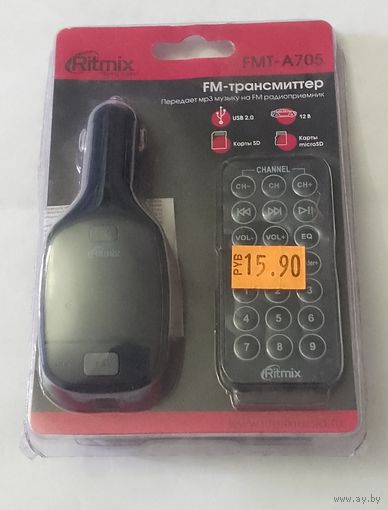 Ritmix
FMT-A705
FM-трансмиттер
Передает mp3 музыку на FM радиоприемник
USB 2.0
12 В
Карты SD
Карты microSD
CHANNEL
CH− CH CH+
VOL− VOL+ EQ
РУБ 15.90
3
4 5 6
7 8 9
Ritmix
Ritmix
www.ay.by